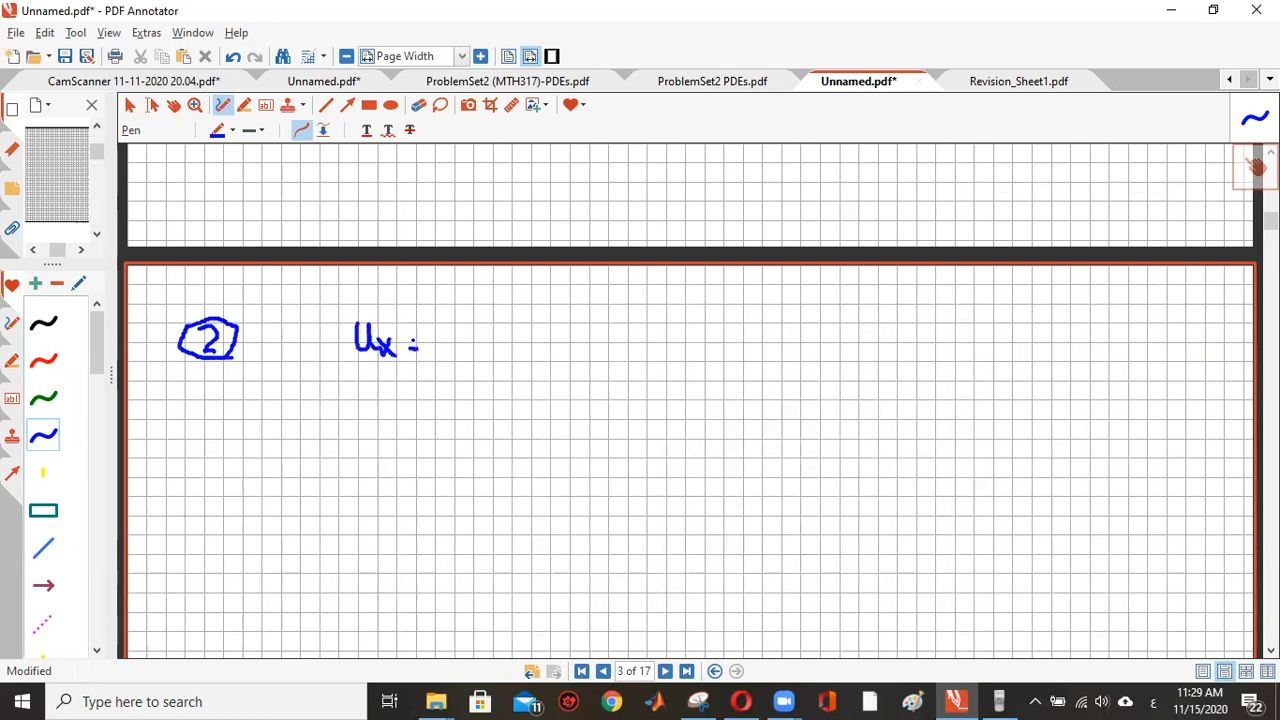 Unnamed.pdf* - PDF Annotator
File Edit Tool View Extras Window Help
Page Width
CamScanner 11-11-2020 20.04.pdf* Unnamed.pdf* ProblemSet2 (MTH317)-PDEs.pdf ProblemSet2 PDEs.pdf Unnamed.pdf* Revision_Sheet1.pdf
Pen
2 Ux =
Modified
3 of 17
Type here to search
11
ع
11:29 AM
11/15/2020
22